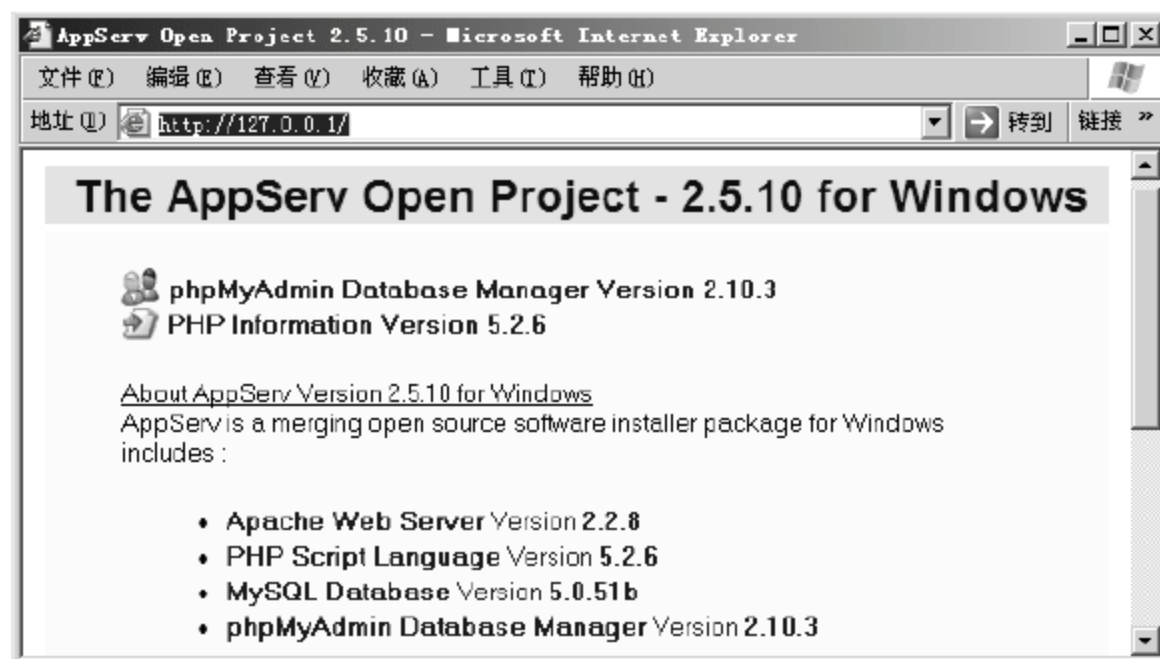 AppServ Open Project 2.5.10 - Microsoft Internet Explorer
文件(F) 编辑(E) 查看(V) 收藏(A) 工具(T) 帮助(H)
地址(D) http://127.0.0.1/ 转到 链接 »
The AppServ Open Project - 2.5.10 for Windows
phpMyAdmin Database Manager Version 2.10.3
PHP Information Version 5.2.6
About AppServ Version 2.5.10 for Windows
AppServ is a merging open source software installer package for Windows
includes :
• Apache Web Server Version 2.2.8
• PHP Script Language Version 5.2.6
• MySQL Database Version 5.0.51b
• phpMyAdmin Database Manager Version 2.10.3